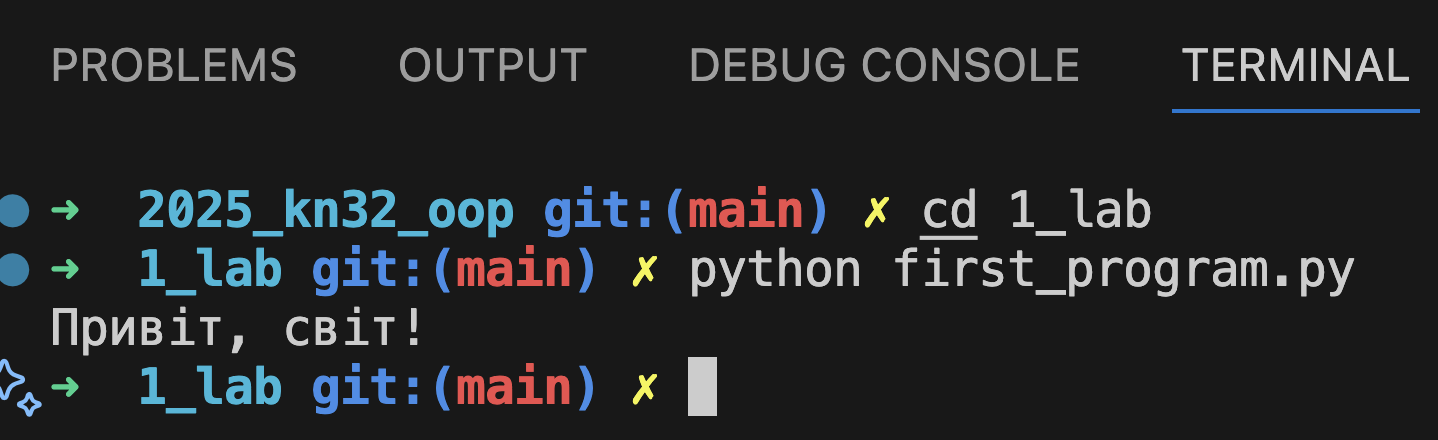 PROBLEMS OUTPUT DEBUG CONSOLE TERMINAL
➜ 2025_kn32_oop git:(main) ✗ cd 1_lab
➜ 1_lab git:(main) ✗ python first_program.py
Привіт, світ!
➜ 1_lab git:(main) ✗